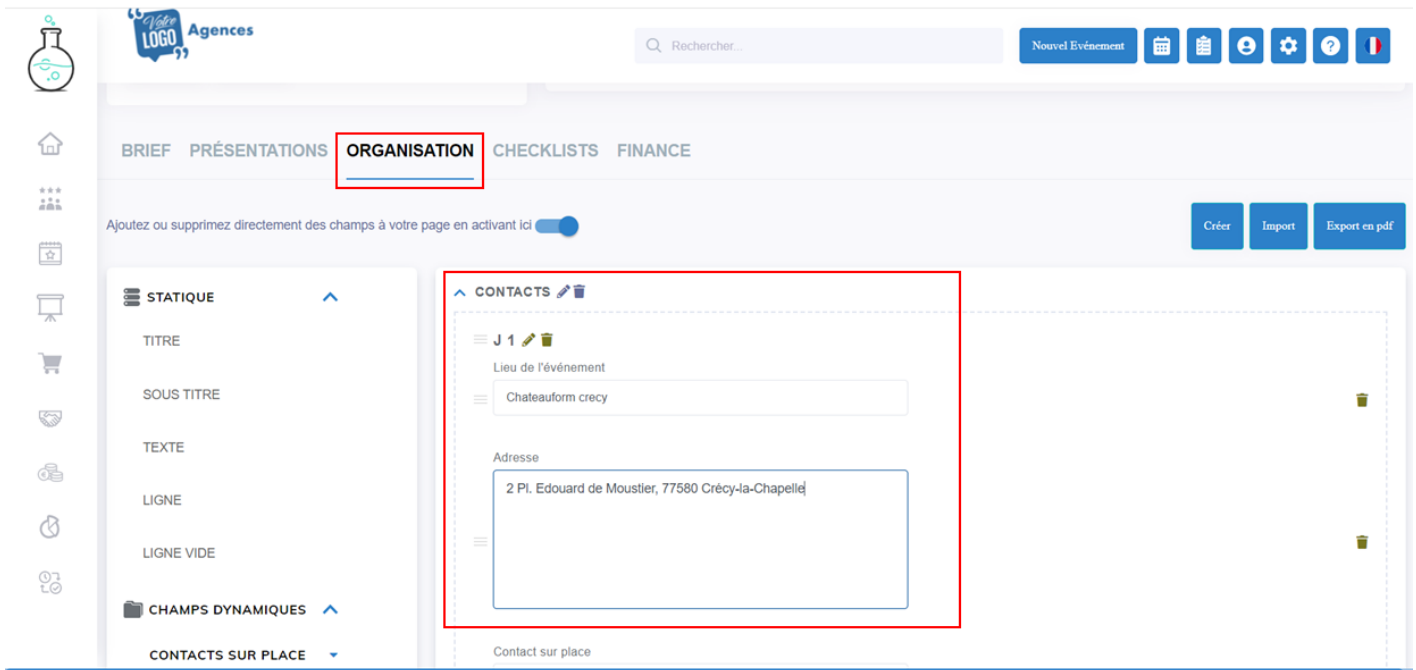 Votre
LOGO
Agences
Rechercher...
Nouvel Evénement
BRIEF PRÉSENTATIONS ORGANISATION CHECKLISTS FINANCE
Ajoutez ou supprimez directement des champs à votre page en activant ici
Créer Import Export en pdf
STATIQUE
TITRE
SOUS TITRE
TEXTE
LIGNE
LIGNE VIDE
CHAMPS DYNAMIQUES
CONTACTS SUR PLACE
CONTACTS
J 1
Lieu de l'événement
Chateauform crecy
Adresse
2 Pl. Edouard de Moustier, 77580 Crécy-la-Chapelle
Contact sur place